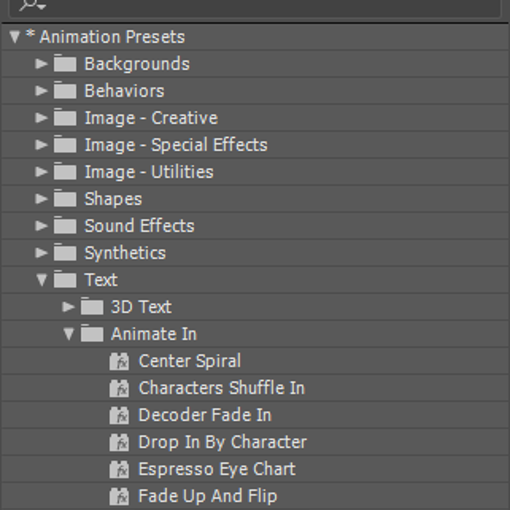 * Animation Presets
Backgrounds
Behaviors
Image - Creative
Image - Special Effects
Image - Utilities
Shapes
Sound Effects
Synthetics
Text
3D Text
Animate In
Center Spiral
Characters Shuffle In
Decoder Fade In
Drop In By Character
Espresso Eye Chart
Fade Up And Flip